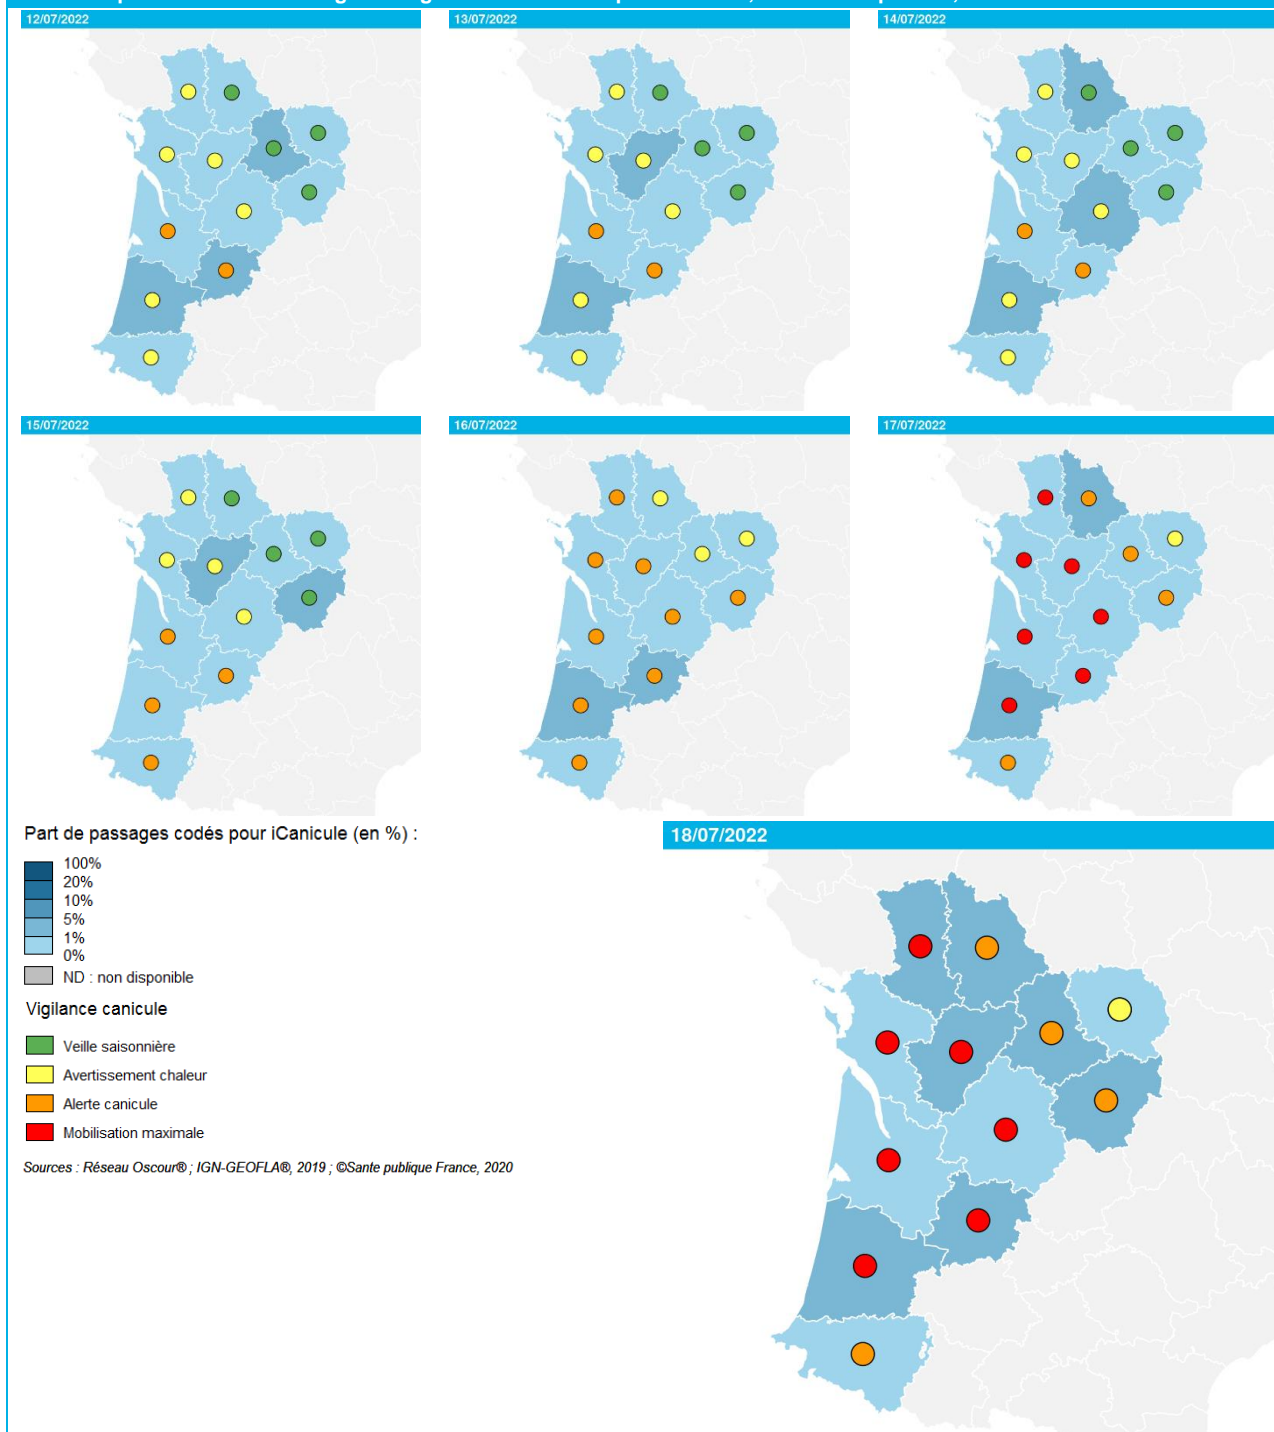 12/07/2022
13/07/2022
14/07/2022
15/07/2022
16/07/2022
17/07/2022
Part de passages codés pour iCanicule (en %) :
100%
20%
10%
5%
1%
0%
ND : non disponible
Vigilance canicule
Veille saisonnière
Avertissement chaleur
Alerte canicule
Mobilisation maximale
Sources : Réseau Oscour® ; IGN-GEOFLA®, 2019 ; ©Sante publique France, 2020
18/07/2022